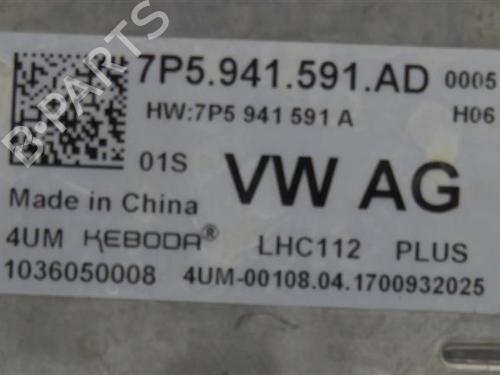 7P5.941.591.AD 0005
HW:7P5 941 591 A H06
01S VW AG
Made in China
4UM KEBODA® LHC112 PLUS
1036050008 4UM-00108.04.1700932025
B-PARTS